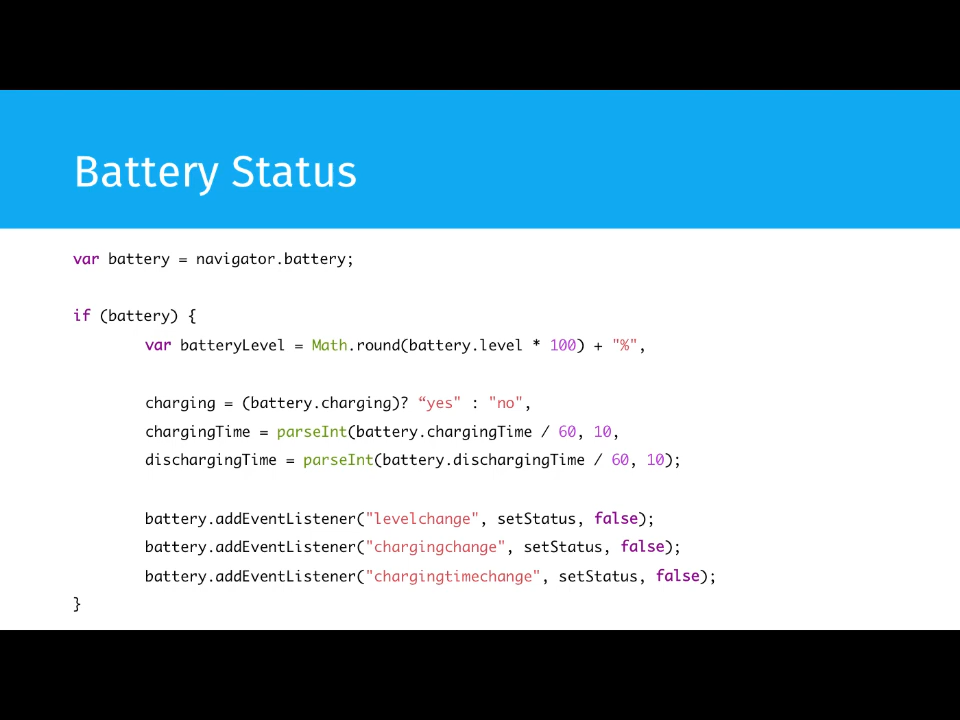 Battery Status
var battery = navigator.battery;
if (battery) {
var batteryLevel = Math.round(battery.level * 100) + "%",
charging = (battery.charging)? “yes" : "no",
chargingTime = parseInt(battery.chargingTime / 60, 10,
dischargingTime = parseInt(battery.dischargingTime / 60, 10);
battery.addEventListener("levelchange", setStatus, false);
battery.addEventListener("chargingchange", setStatus, false);
battery.addEventListener("chargingtimechange", setStatus, false);
}